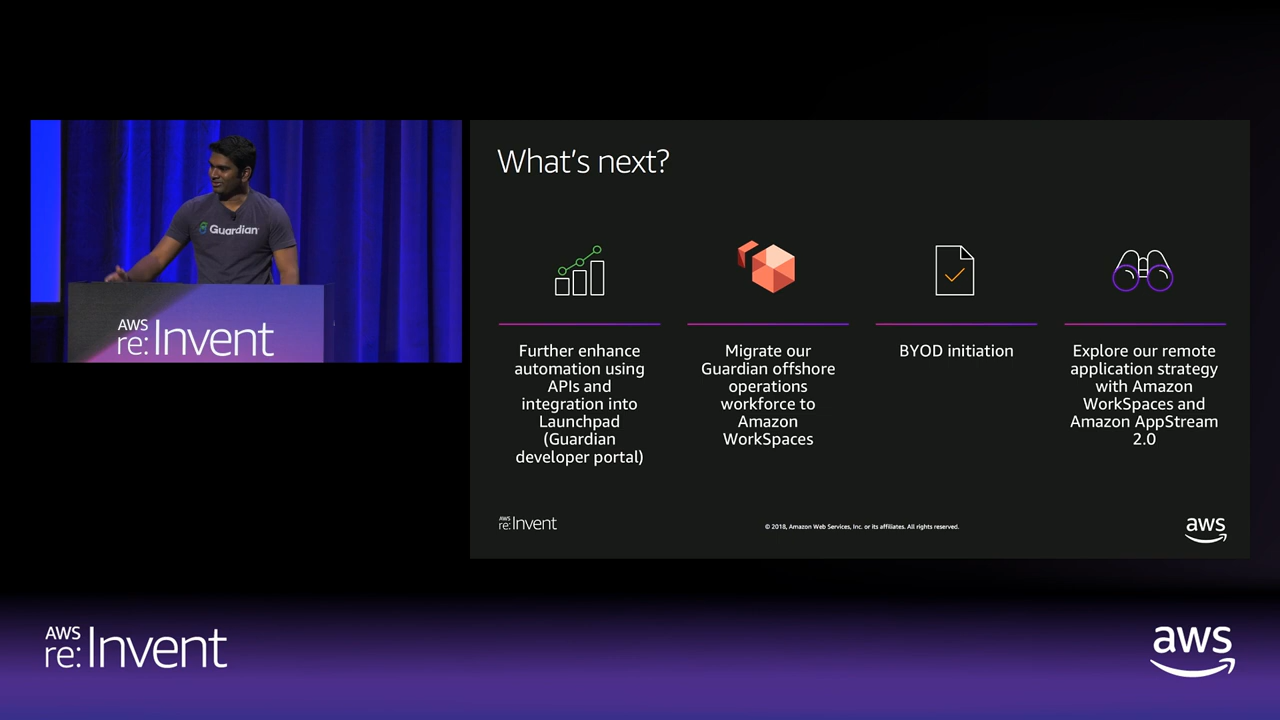 Guardian
AWS
re:Invent
What's next?
Further enhance
automation using
APIs and
integration into
Launchpad
(Guardian
developer portal)
Migrate our
Guardian offshore
operations
workforce to
Amazon
WorkSpaces
BYOD initiation
Explore our remote
application strategy
with Amazon
WorkSpaces and
Amazon AppStream
2.0
AWS
re:Invent
© 2018, Amazon Web Services, Inc. or its affiliates. All rights reserved.
aws
AWS
re:Invent
aws